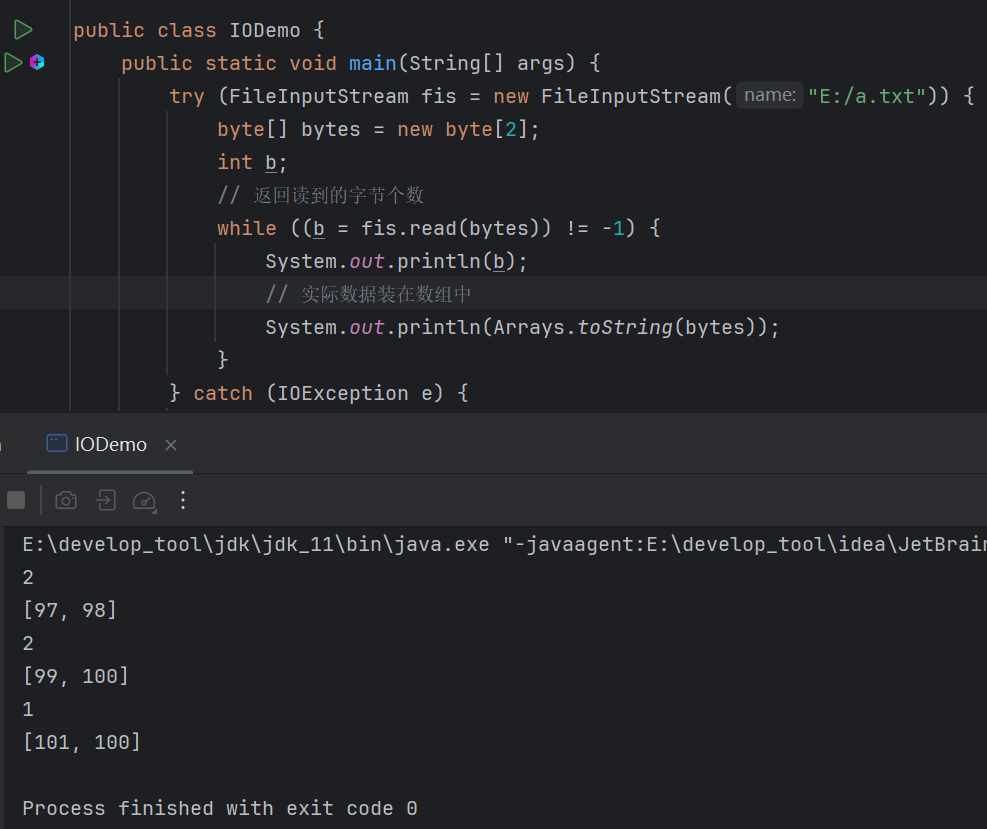 public class IODemo {
public static void main(String[] args) {
try (FileInputStream fis = new FileInputStream( name: "E:/a.txt")) {
byte[] bytes = new byte[2];
int b;
// 返回读到的字节个数
while ((b = fis.read(bytes)) != -1) {
System.out.println(b);
// 实际数据装在数组中
System.out.println(Arrays.toString(bytes));
}
} catch (IOException e) {
IODemo
E:\develop_tool\jdk\jdk_11\bin\java.exe "-javaagent:E:\develop_tool\idea\JetBrain
2
[97, 98]
2
[99, 100]
1
[101, 100]
Process finished with exit code 0